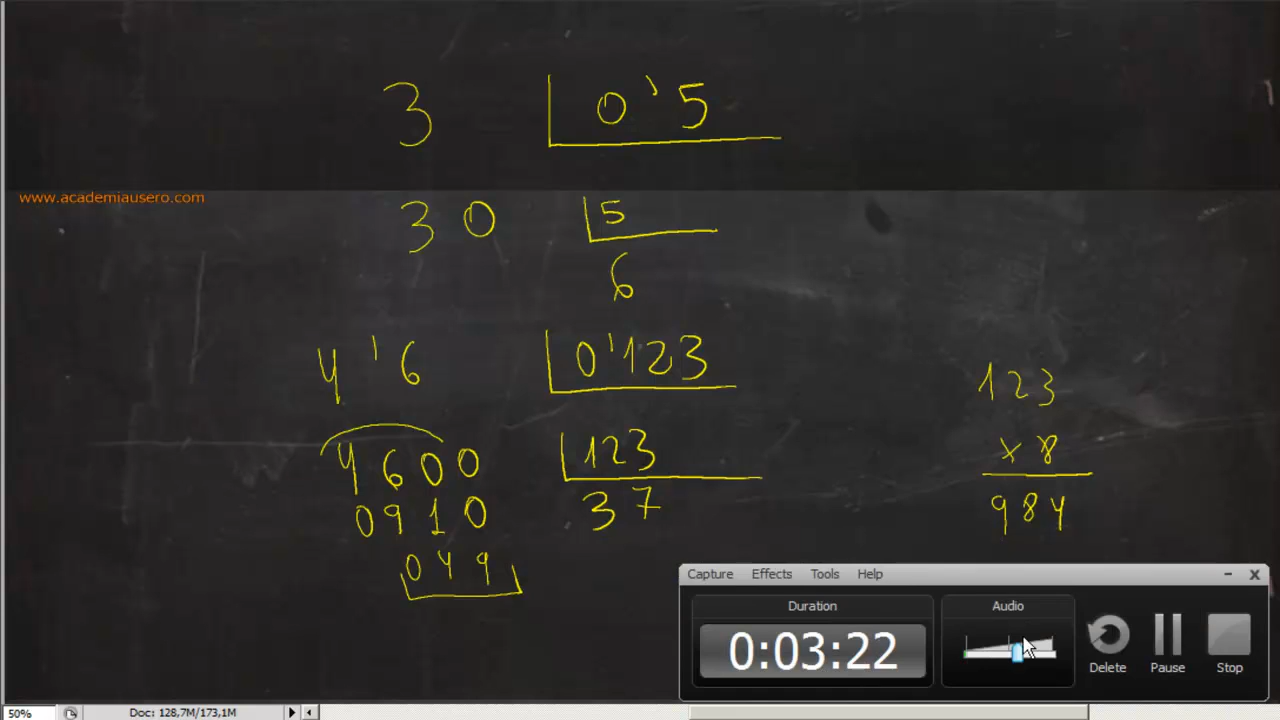 3 0'5
www.academiausero.com
30 5
6
4'6 0'123
4600 123
0910 37
049
123
x 8
984
Capture Effects Tools Help
Duration Audio
0:03:22
Delete Pause Stop
50% Doc: 128,7M/173,1M